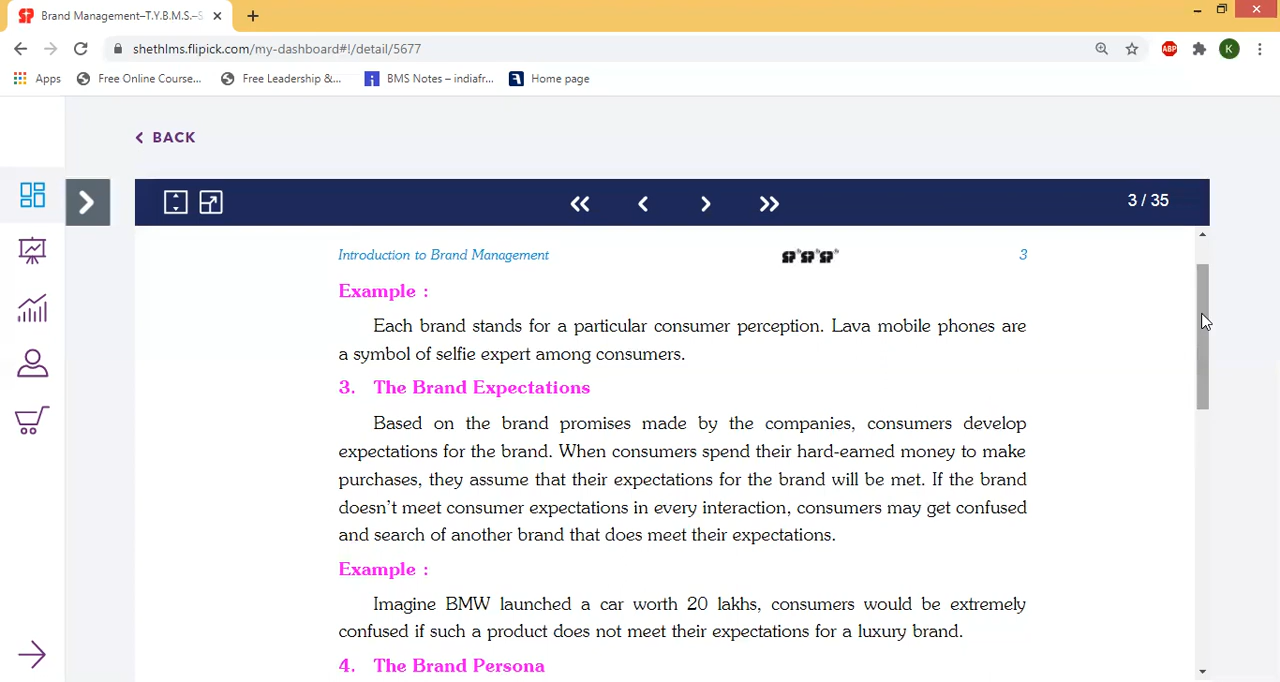 Brand Management–T.Y.B.M.S.–S
shethlms.flipick.com/my-dashboard#!/detail/5677
ABP
K
Apps
Free Online Course...
Free Leadership &...
BMS Notes – indiafr...
Home page
BACK
3 / 35
Introduction to Brand Management
3
Example :
Each brand stands for a particular consumer perception. Lava mobile phones are
a symbol of selfie expert among consumers.
3. The Brand Expectations
Based on the brand promises made by the companies, consumers develop
expectations for the brand. When consumers spend their hard-earned money to make
purchases, they assume that their expectations for the brand will be met. If the brand
doesn't meet consumer expectations in every interaction, consumers may get confused
and search of another brand that does meet their expectations.
Example :
Imagine BMW launched a car worth 20 lakhs, consumers would be extremely
confused if such a product does not meet their expectations for a luxury brand.
4. The Brand Persona